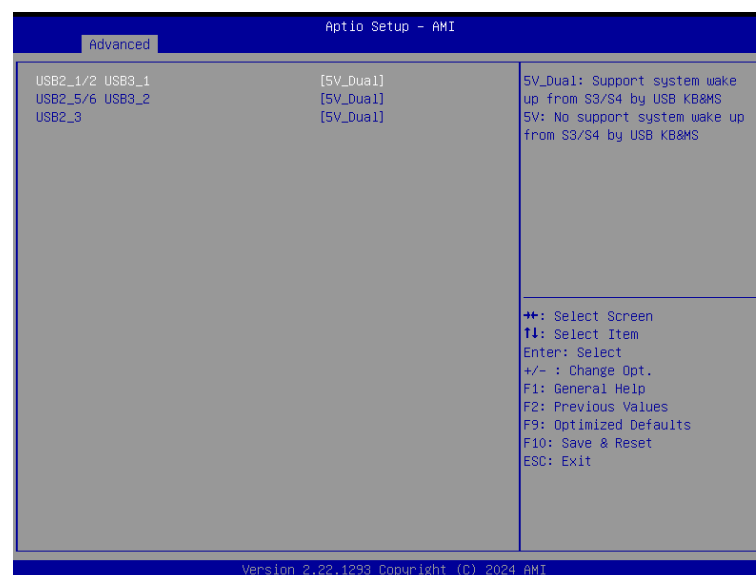 Aptio Setup - AMI
Advanced
USB2_1/2 USB3_1 [5V_Dual]
USB2_5/6 USB3_2 [5V_Dual]
USB2_3 [5V_Dual]
5V_Dual: Support system wake
up from S3/S4 by USB KB&MS
5V: No support system wake up
from S3/S4 by USB KB&MS
→←: Select Screen
↑↓: Select Item
Enter: Select
+/- : Change Opt.
F1: General Help
F2: Previous Values
F9: Optimized Defaults
F10: Save & Reset
ESC: Exit
Version 2.22.1293 Copyright (C) 2024 AMI